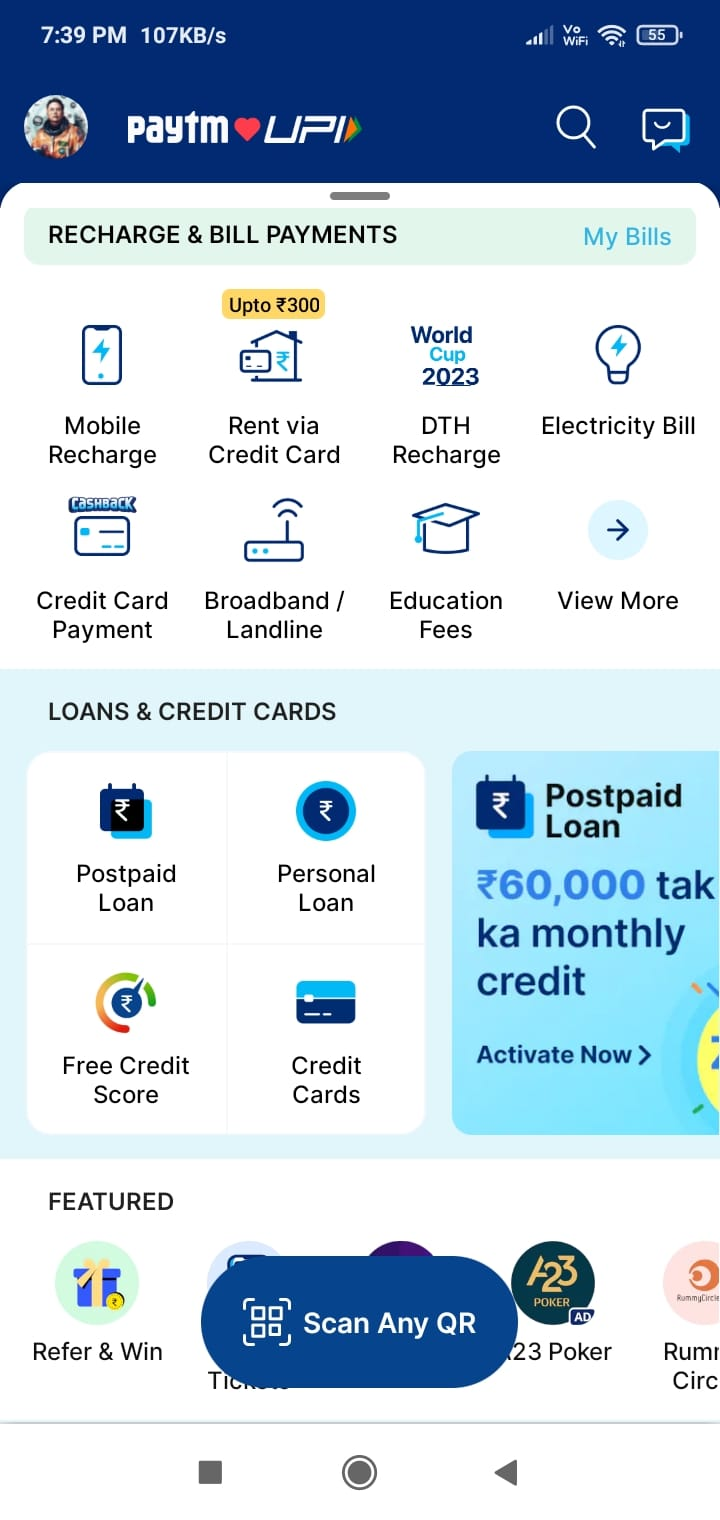 7:39 PM 107KB/s
Vo
WiFi
55
paytm UPI
RECHARGE & BILL PAYMENTS
My Bills
Upto ₹300
World
Cup
2023
Mobile
Recharge
Rent via
Credit Card
DTH
Recharge
Electricity Bill
CASHBACK
Credit Card
Payment
Broadband /
Landline
Education
Fees
View More
LOANS & CREDIT CARDS
Postpaid
Loan
Personal
Loan
Free Credit
Score
Credit
Cards
Postpaid
Loan
₹60,000 tak
ka monthly
credit
Activate Now
FEATURED
A23
POKER
AD
RummyCircle
Scan Any QR
Refer & Win
23 Poker